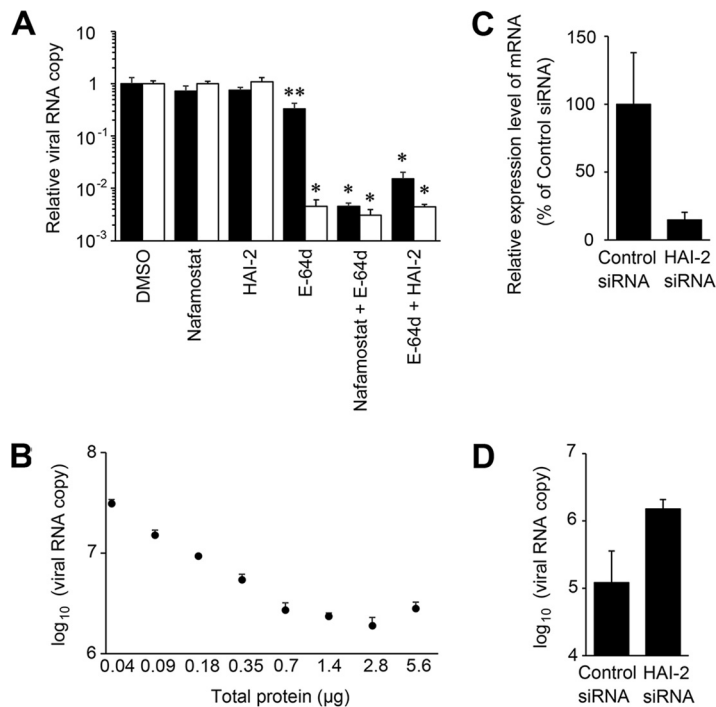 A
Relative viral RNA copy
1
10-1
10-2
10-3
**
*
*
*
*
*
DMSO
Nafamostat
HAI-2
E-64d
Nafamostat + E-64d
E-64d + HAI-2
C
Relative expression level of mRNA
(% of Control siRNA)
150
100
50
0
Control
siRNA
HAI-2
siRNA
B
log10 (viral RNA copy)
8
7
6
0.04 0.09 0.18 0.35 0.7 1.4 2.8 5.6
Total protein (µg)
D
log10 (viral RNA copy)
7
6
5
4
Control
siRNA
HAI-2
siRNA